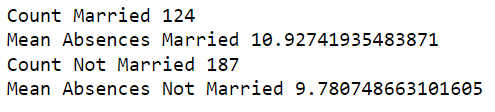 Count Married 124
Mean Absences Married 10.92741935483871
Count Not Married 187
Mean Absences Not Married 9.780748663101605